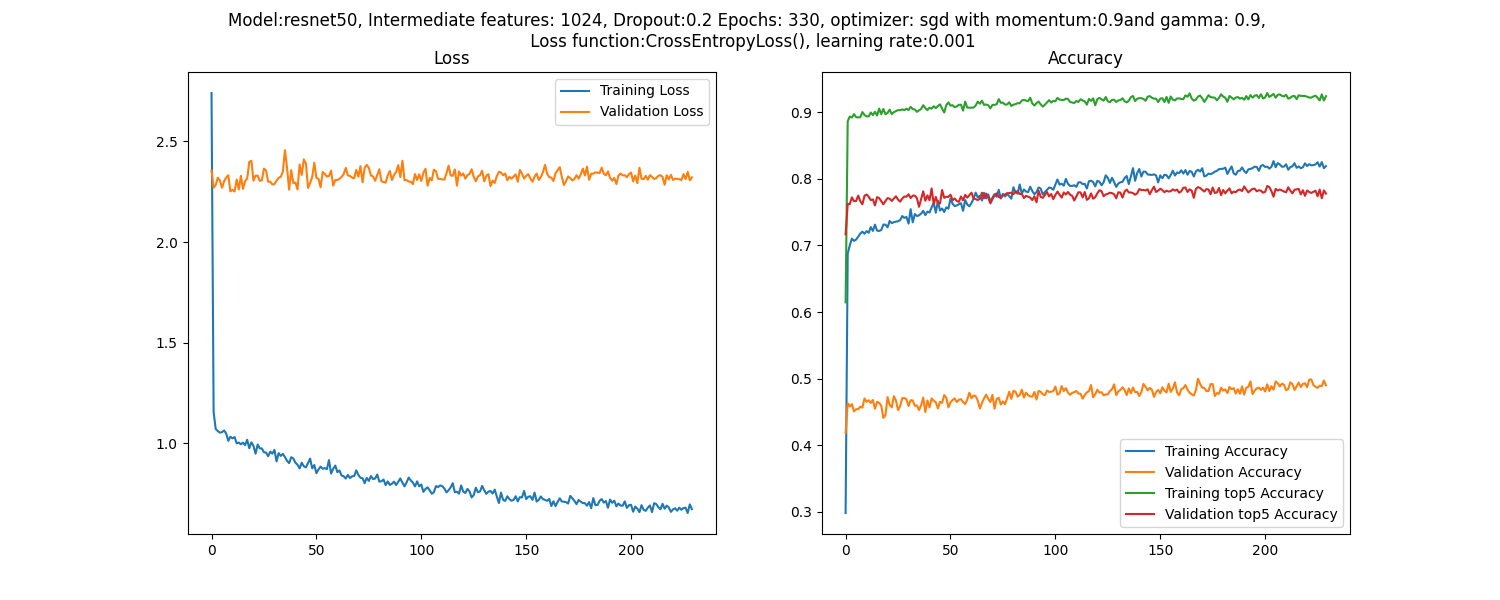 Model:resnet50, Intermediate features: 1024, Dropout:0.2 Epochs: 330, optimizer: sgd with momentum:0.9and gamma: 0.9,
Loss function:CrossEntropyLoss(), learning rate:0.001
Loss
Training Loss
Validation Loss
2.5
2.0
1.5
1.0
0
50
100
150
200
Accuracy
0.9
0.8
0.7
0.6
0.5
0.4
0.3
Training Accuracy
Validation Accuracy
Training top5 Accuracy
Validation top5 Accuracy
0
50
100
150
200